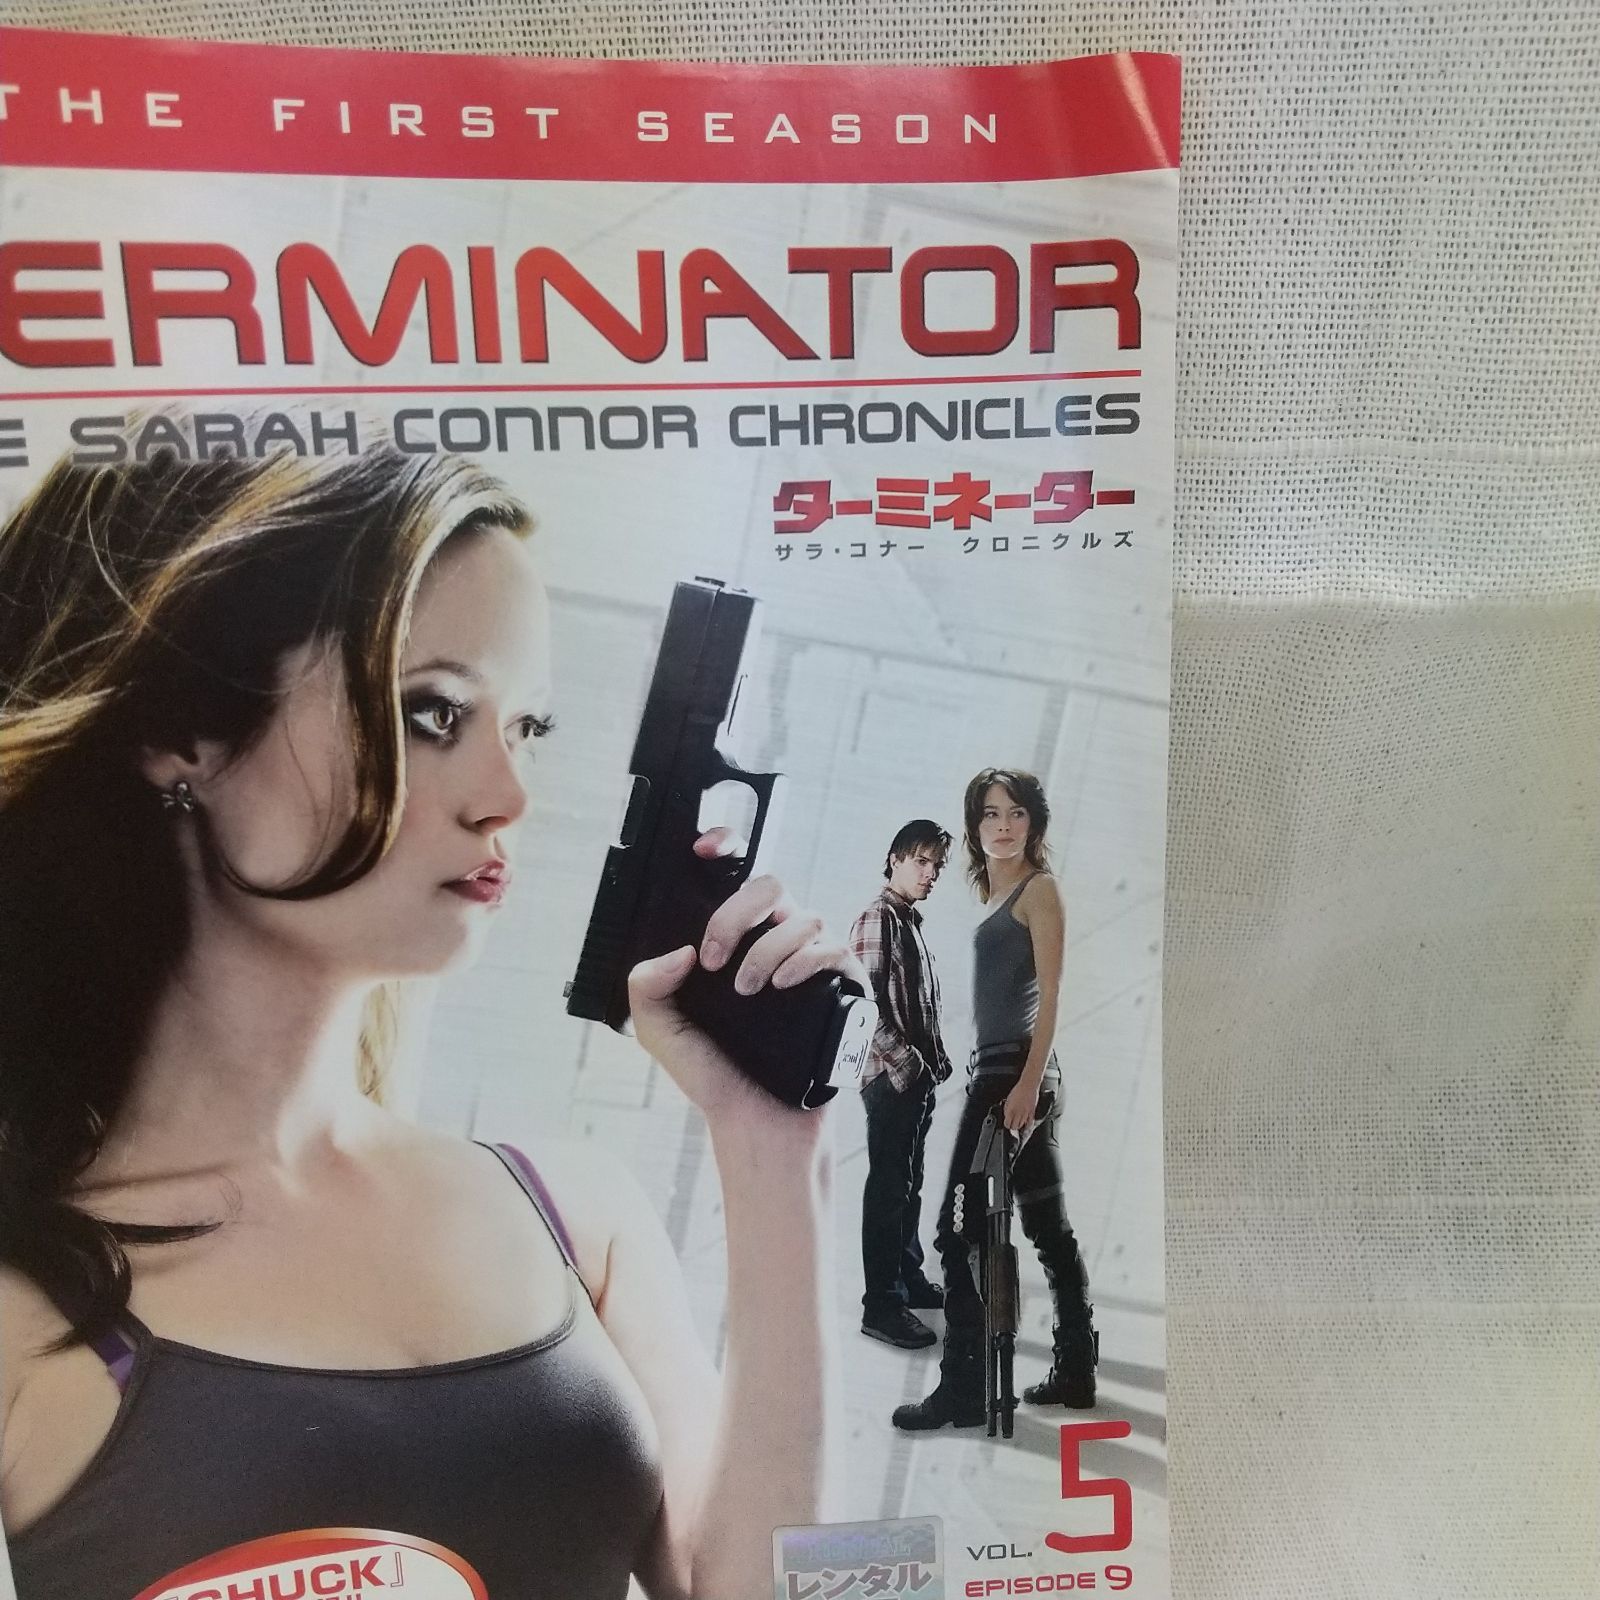 THE FIRST SEASON
ERMINATOR
E SARAH CONNOR CHRONICLES
ターミネーター
サラ・コナー クロニクルズ
5
VOL.
EPISODE 9
レンタル
『CHUCK』